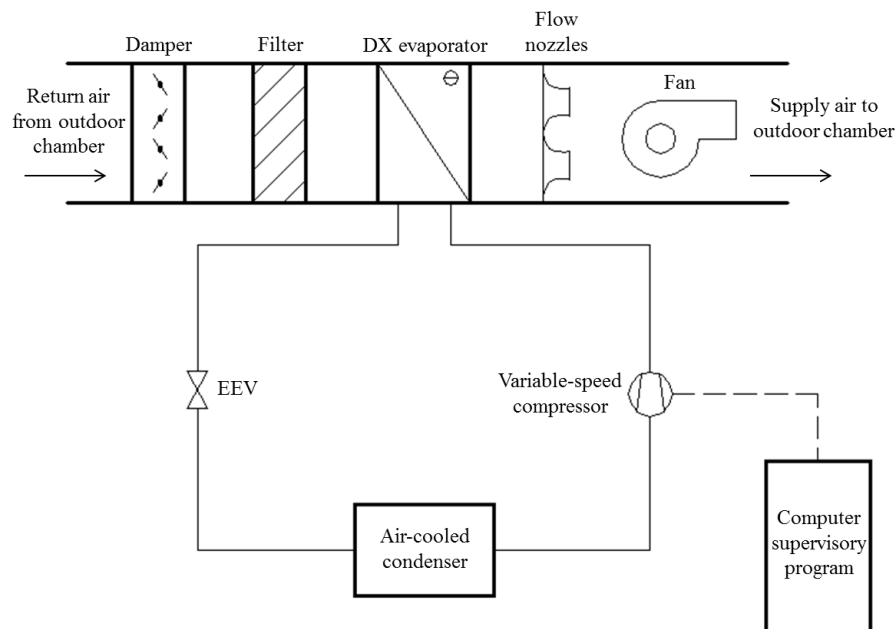 Damper
Filter
DX evaporator
Flow
nozzles
Fan
Return air
from outdoor
chamber
Supply air to
outdoor chamber
EEV
Variable-speed
compressor
Air-cooled
condenser
Computer
supervisory
program